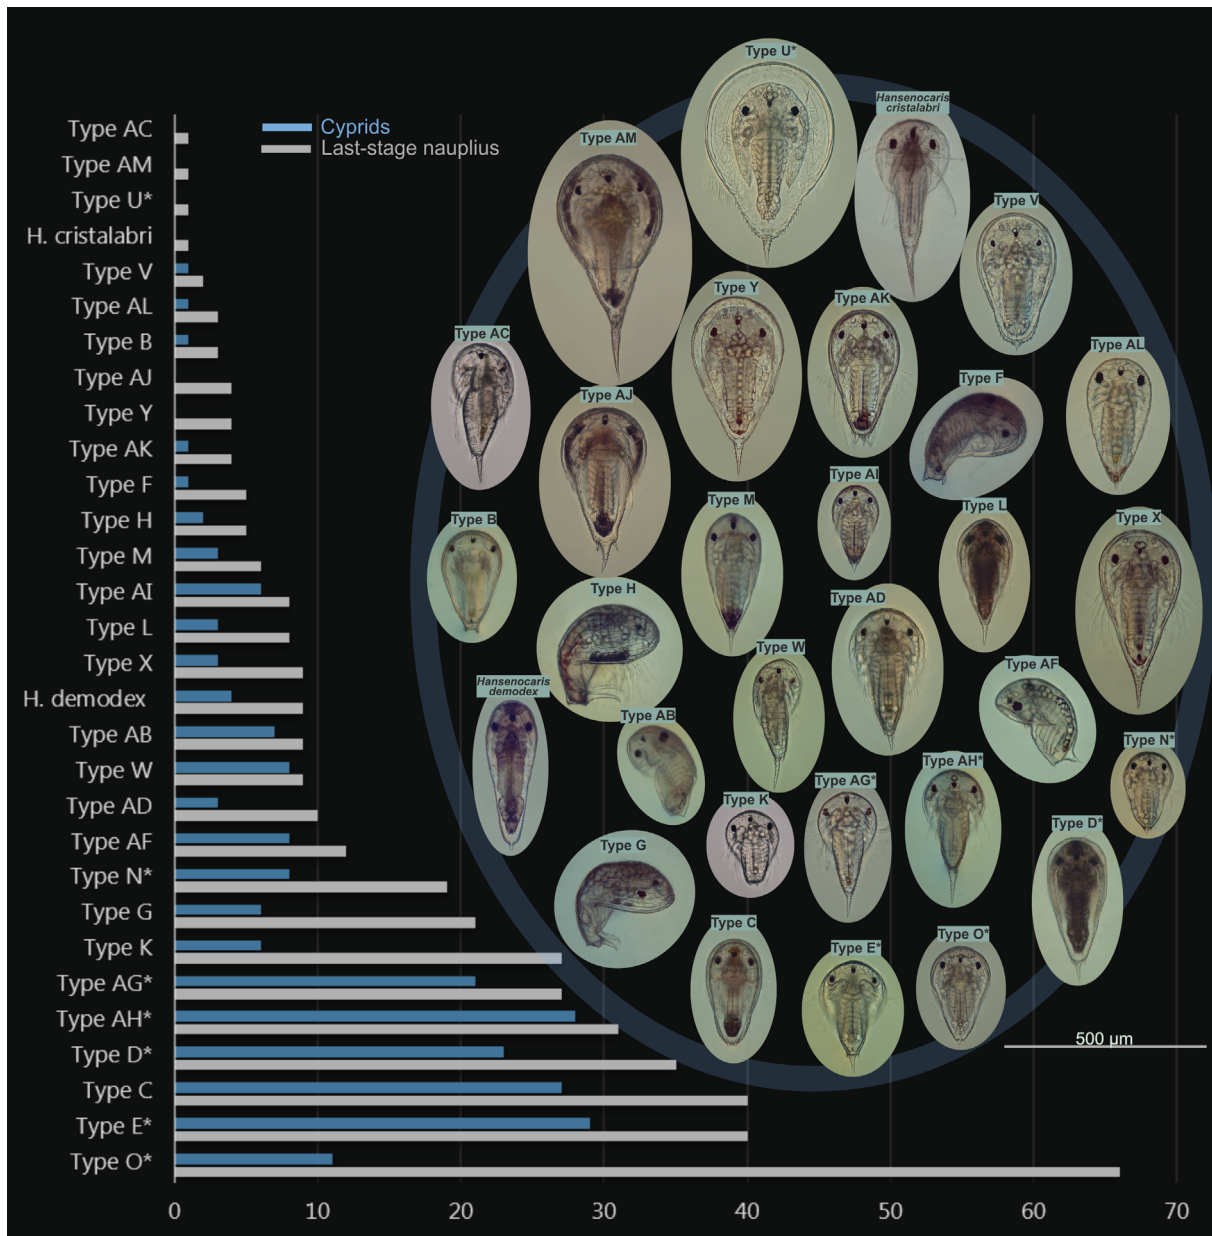 Type AC
Type AM
Type U*
H. cristalabri
Type V
Type AL
Type B
Type AJ
Type Y
Type AK
Type F
Type H
Type M
Type AI
Type L
Type X
H. demodex
Type AB
Type W
Type AD
Type AF
Type N*
Type G
Type K
Type AG*
Type AH*
Type D*
Type C
Type E*
Type O*
0 10 20 30 40 50 60 70
Cyprids
Last-stage nauplius
Type U*
Hansenocaris
cristalabri
Type AM
Type V
Type Y
Type AK
Type AC
Type AL
Type F
Type AJ
Type AI
Type M
Type L
Type B
Type X
Type H
Type AD
Type W
Type AF
Hansenocaris
demodex
Type AB
Type N*
Type AH*
Type AG*
Type K
Type D*
Type G
Type C
Type E*
Type O*
500 µm